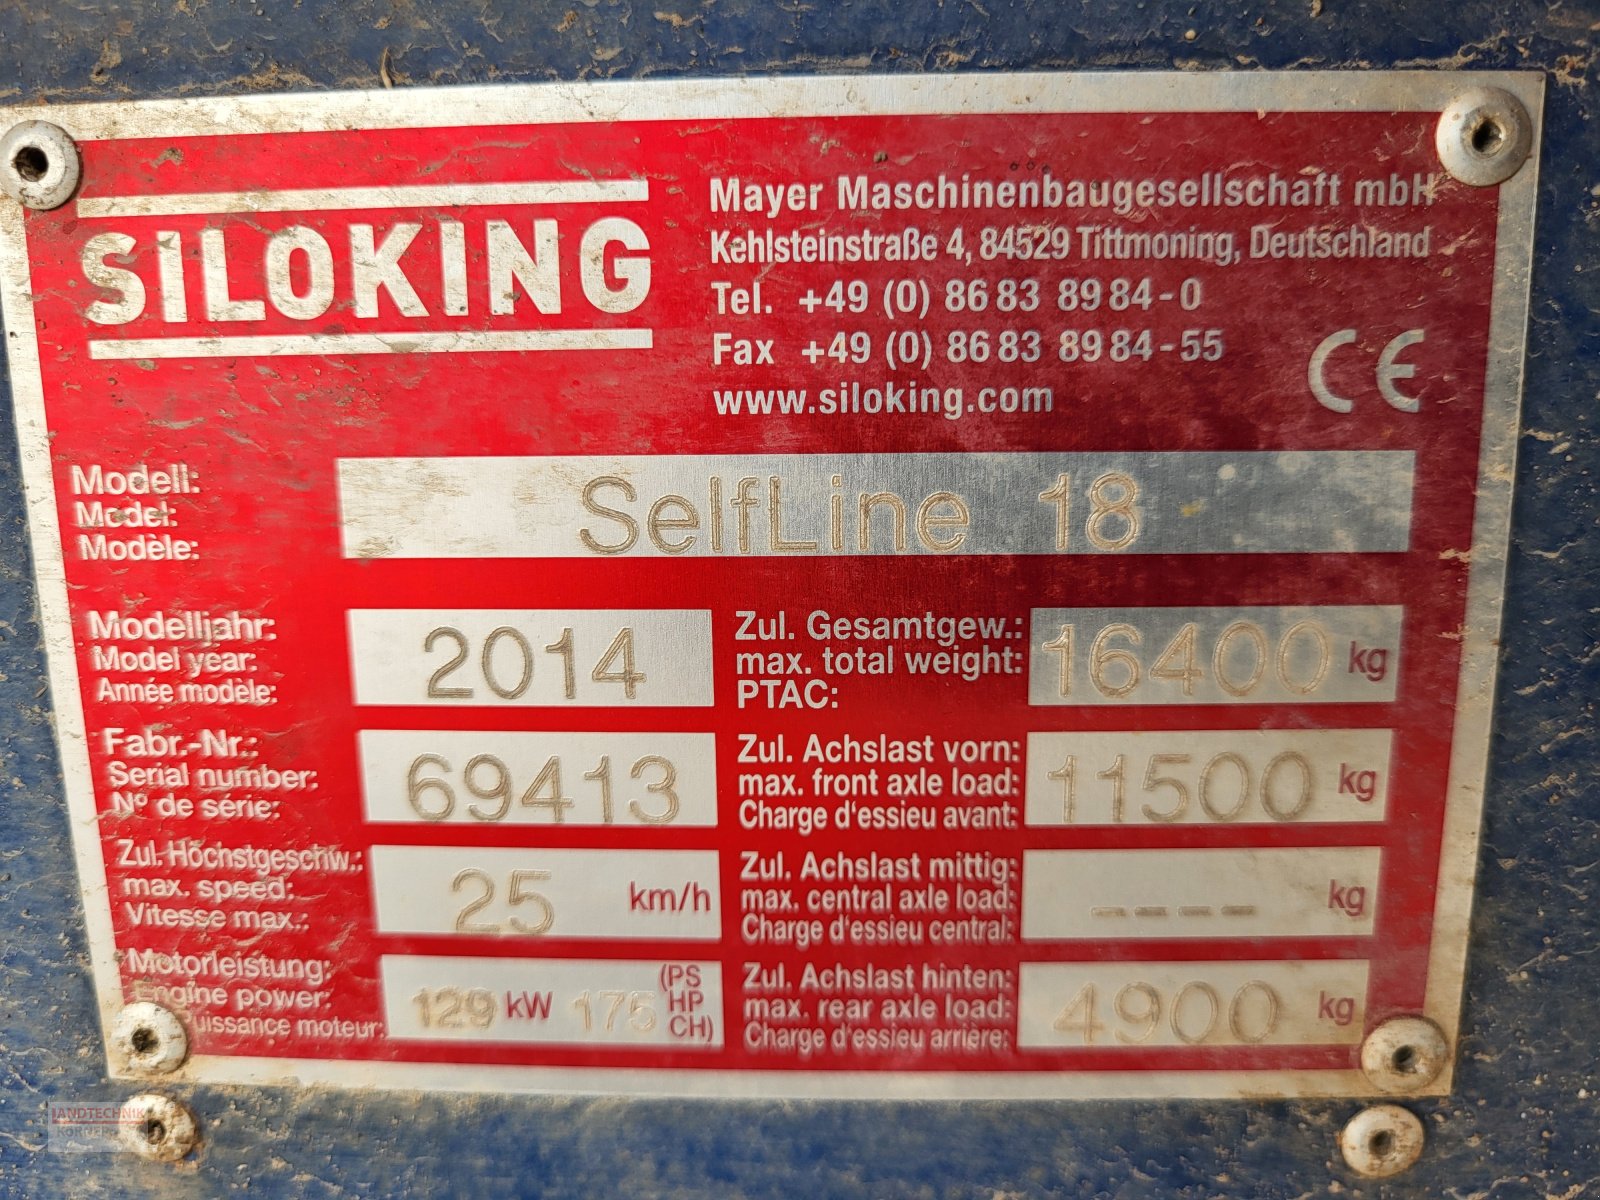 SILOKING
Mayer Maschinenbaugesellschaft mbH
Kehlsteinstraße 4, 84529 Tittmoning, Deutschland
Tel. +49 (0) 86 83 89 84 - 0
Fax +49 (0) 86 83 89 84 - 55
www.siloking.com
CE
Modell:
Model:
Modèle:
SelfLine 18
Modelljahr:
Model year:
Année modèle:
2014
Zul. Gesamtgew.:
max. total weight:
PTAC:
16400 kg
Fabr.-Nr.:
Serial number:
N° de série:
69413
Zul. Achslast vorn:
max. front axle load:
Charge d'essieu avant:
11500 kg
Zul. Höchstgeschw.:
max. speed:
Vitesse max.:
25 km/h
Zul. Achslast mittig:
max. central axle load:
Charge d'essieu central:
---- kg
Motorleistung:
Engine power:
Puissance moteur:
129 kW 175 (PS
HP
CH)
Zul. Achslast hinten:
max. rear axle load:
Charge d'essieu arrière:
4900 kg
LANDTECHNIK
KÖRNER